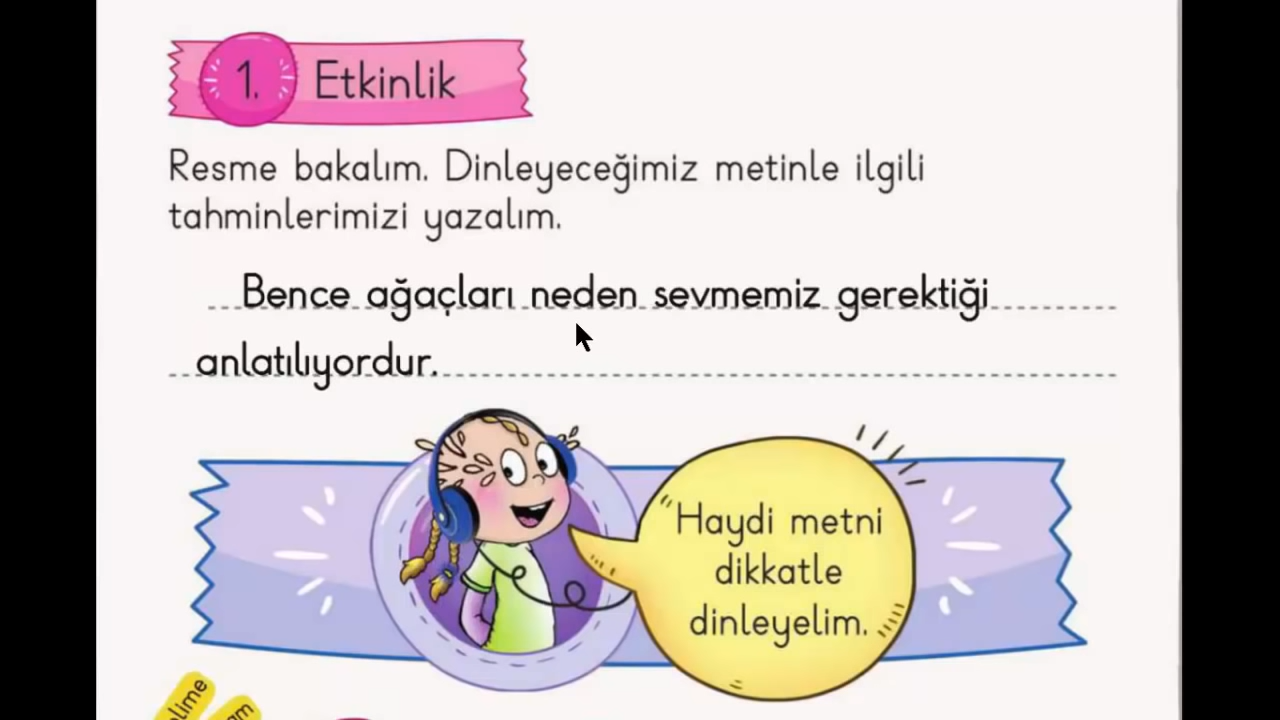 1. Etkinlik
Resme bakalım. Dinleyeceğimiz metinle ilgili
tahminlerimizi yazalım.
Bence ağaçları neden sevmemiz gerektiği
anlatılıyordur.
"Haydi metni
dikkatle
dinleyelim.